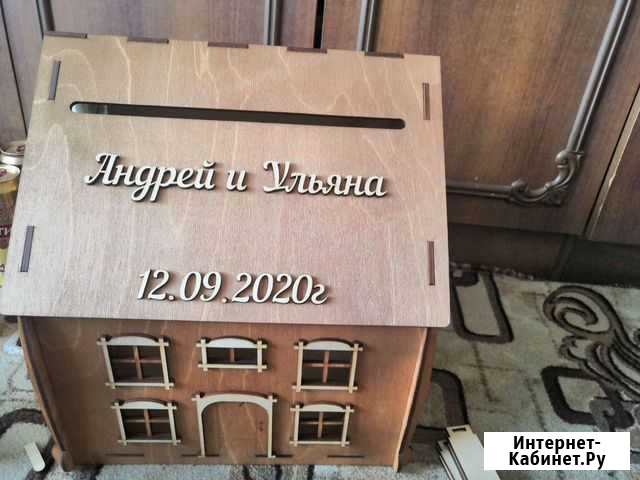 Андрей и Ульяна
12.09.2020г
Интернет-
Кабинет.Ру